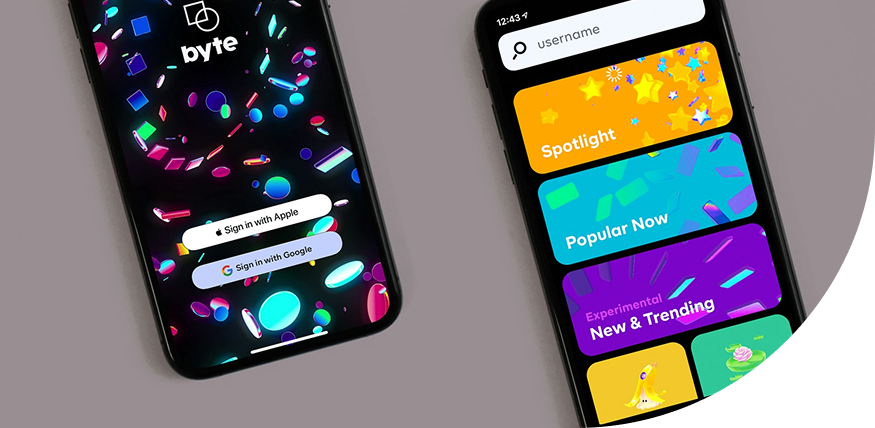 byte
Sign in with Apple
Sign in with Google
12:43
username
Spotlight
Popular Now
Experimental
New & Trending